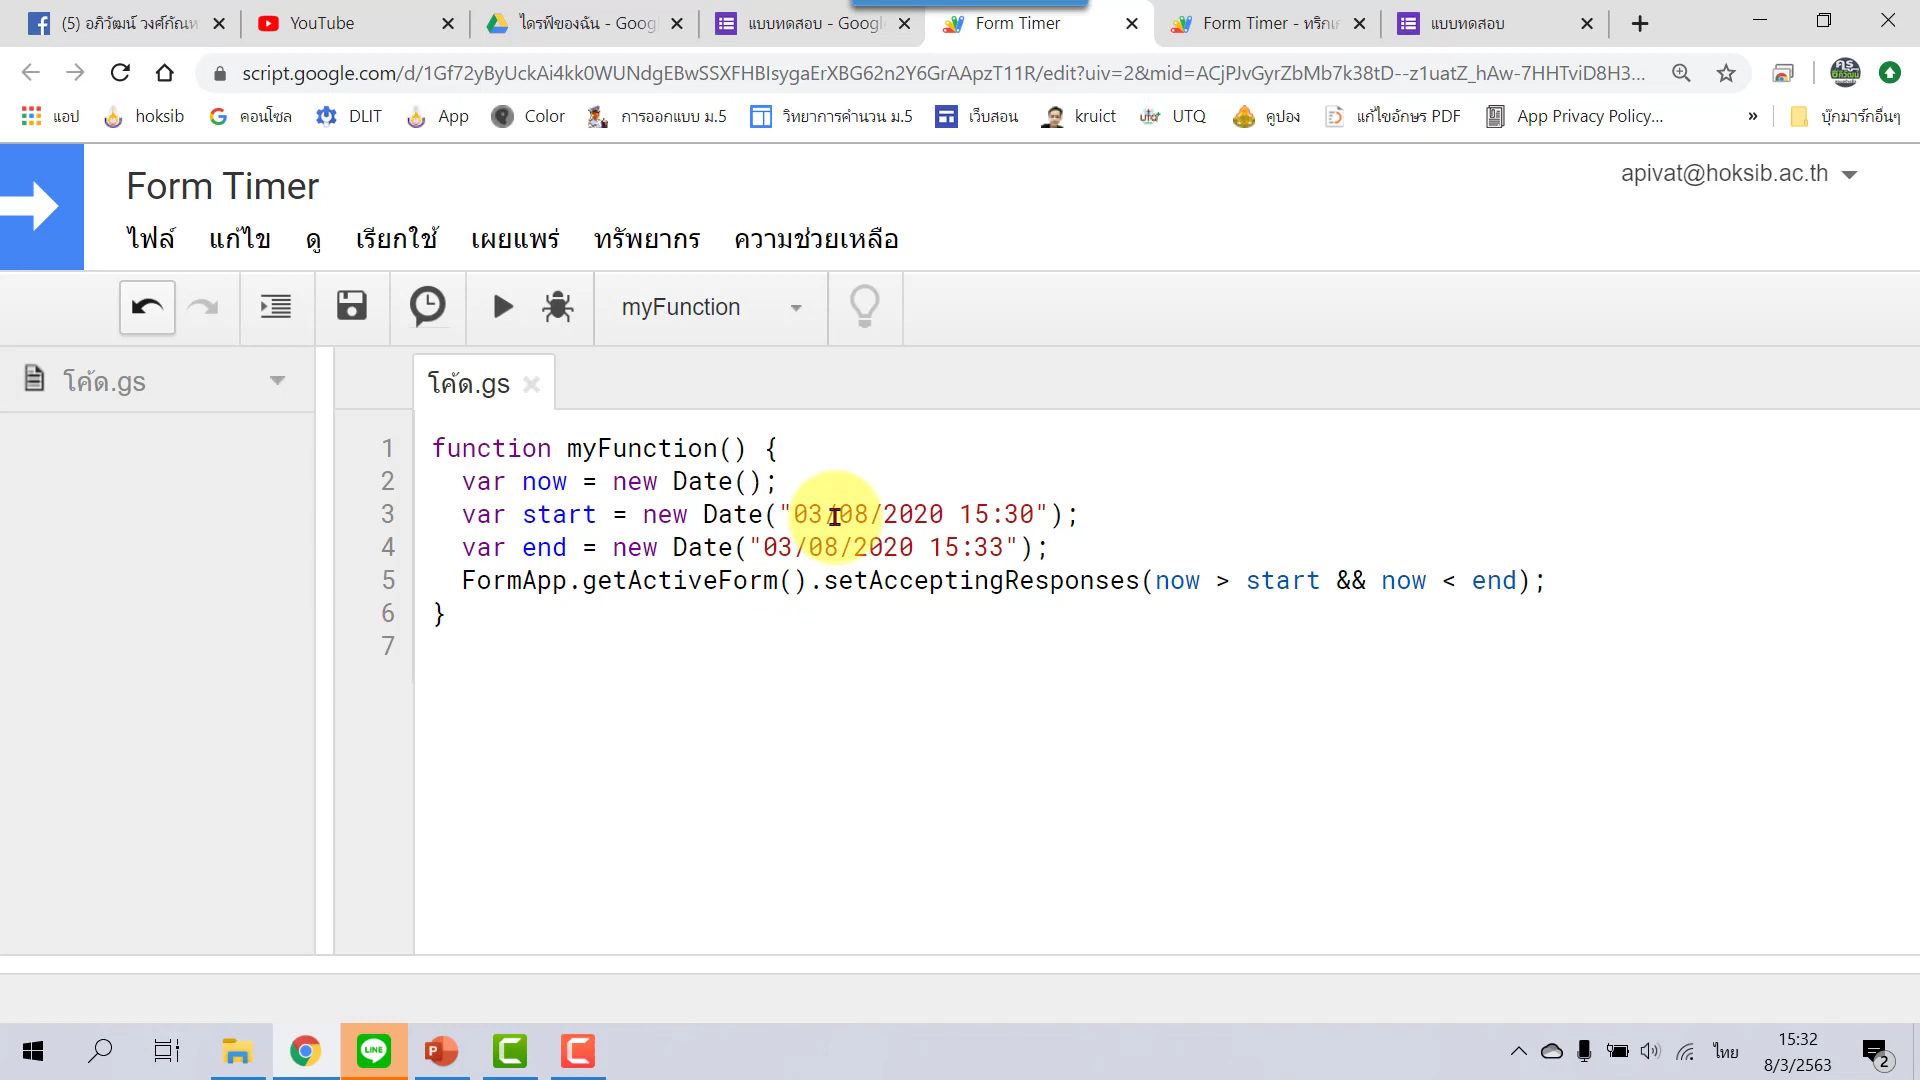 (5) อภิวัฒน์ วงศ์กัณห
YouTube
ไดรฟ์ของฉัน - Goog
แบบทดสอบ - Google
Form Timer
Form Timer - ทริกเก
แบบทดสอบ
script.google.com/d/1Gf72yByUckAi4kk0WUNdgEBwSSXFHBIsygaErXBG62n2Y6GrAApzT11R/edit?uiv=2&mid=ACjPJvGyrZbMb7k38tD--z1uatZ_hAw-7HHTviD8H3...
แอป
hoksib
คอนโซล
DLIT
App
Color
การออกแบบ ม.5
วิทยาการคำนวน ม.5
เว็บสอน
kruict
UTQ
คูปอง
แก้ไขอักษร PDF
App Privacy Policy...
»
บุ๊กมาร์กอื่นๆ
Form Timer
apivat@hoksib.ac.th
ไฟล์ แก้ไข ดู เรียกใช้ เผยแพร่ ทรัพยากร ความช่วยเหลือ
myFunction
โค้ด.gs
โค้ด.gs
1 function myFunction() {
2 var now = new Date();
3 var start = new Date("03/08/2020 15:30");
4 var end = new Date("03/08/2020 15:33");
5 FormApp.getActiveForm().setAcceptingResponses(now > start && now < end);
6 }
7
LINE
ไทย
15:32
8/3/2563
2